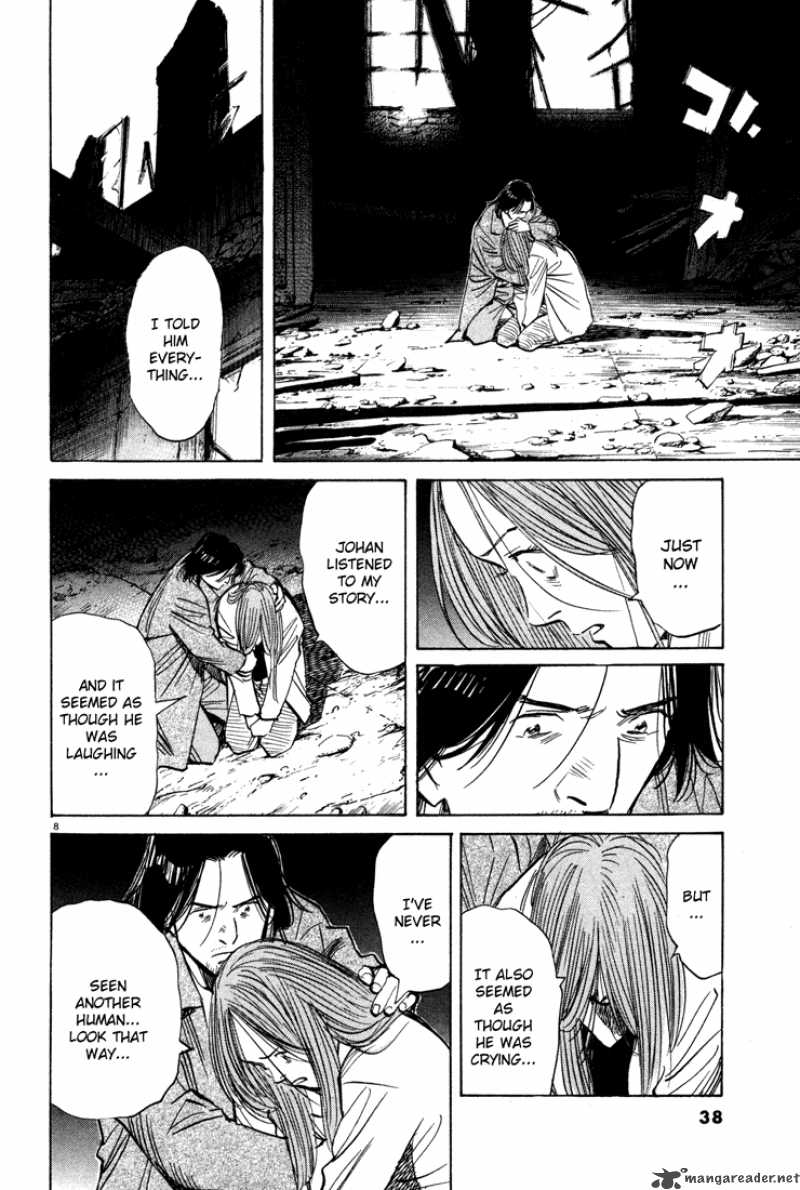 ゴ
オ
オ
I TOLD
HIM
EVERY-
THING...
JUST
NOW
...
JOHAN
LISTENED
TO MY
STORY...
AND IT
SEEMED AS
THOUGH HE
WAS
LAUGHING
...
8
BUT
...
IT ALSO
SEEMED
AS
THOUGH
HE WAS
CRYING...
I'VE
NEVER
...
SEEN
ANOTHER
HUMAN...
LOOK THAT
WAY...
38
mangareader.net